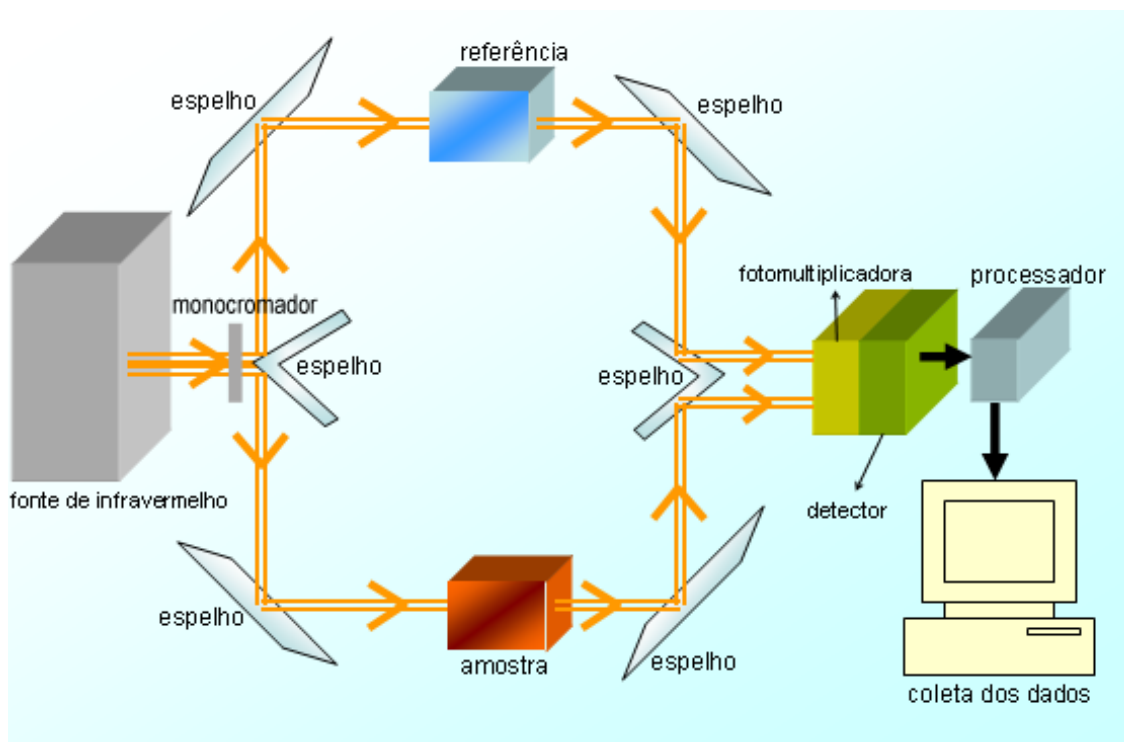 referência
espelho
espelho
fotomultiplicadora
processador
monocromador
espelho
espelho
fonte de infravermelho
detector
espelho
amostra
espelho
coleta dos dados